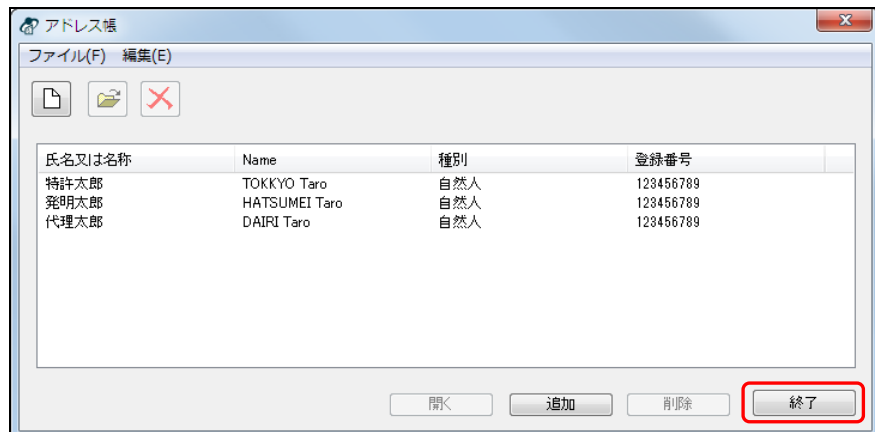 アドレス帳
ファイル(F) 編集(E)
氏名又は名称 Name 種別 登録番号
特許太郎 TOKKYO Taro 自然人 123456789
発明太郎 HATSUMEI Taro 自然人 123456789
代理太郎 DAIRI Taro 自然人 123456789
開く 追加 削除 終了